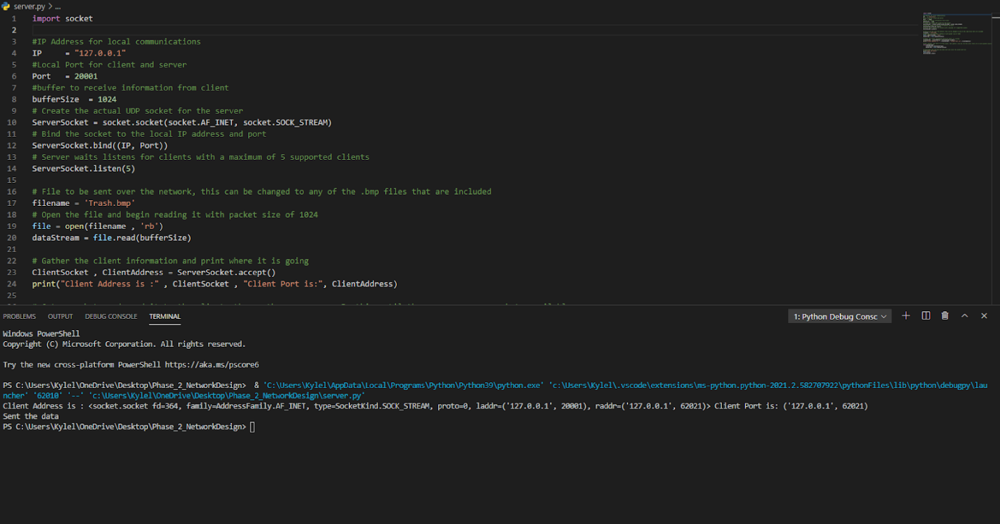 server.py > ...
1 import socket
2
3 #IP Address for local communications
4 IP = "127.0.0.1"
5 #Local Port for client and server
6 Port = 20001
7 #buffer to receive information from client
8 bufferSize = 1024
9 # Create the actual UDP socket for the server
10 ServerSocket = socket.socket(socket.AF_INET, socket.SOCK_STREAM)
11 # Bind the socket to the local IP address and port
12 ServerSocket.bind((IP, Port))
13 # Server waits listens for clients with a maximum of 5 supported clients
14 ServerSocket.listen(5)
15
16 # File to be sent over the network, this can be changed to any of the .bmp files that are included
17 filename = 'Trash.bmp'
18 # Open the file and begin reading it with packet size of 1024
19 file = open(filename , 'rb')
20 dataStream = file.read(bufferSize)
21
22 # Gather the client information and print where it is going
23 ClientSocket , ClientAddress = ServerSocket.accept()
24 print("Client Address is :" , ClientSocket , "Client Port is:", ClientAddress)
25
PROBLEMS OUTPUT DEBUG CONSOLE TERMINAL 1: Python Debug Consc
Windows PowerShell
Copyright (C) Microsoft Corporation. All rights reserved.
Try the new cross-platform PowerShell https://aka.ms/pscore6
PS C:\Users\Kylel\OneDrive\Desktop\Phase_2_NetworkDesign> & 'C:\Users\Kylel\AppData\Local\Programs\Python\Python39\python.exe' 'c:\Users\Kylel\.vscode\extensions\ms-python.python-2021.2.582707922\pythonFiles\lib\python\debugpy\lau
ncher' '62010' '--' 'c:\Users\Kylel\OneDrive\Desktop\Phase_2_NetworkDesign\server.py'
Client Address is : <socket.socket fd=364, family=AddressFamily.AF_INET, type=SocketKind.SOCK_STREAM, proto=0, laddr=('127.0.0.1', 20001), raddr=('127.0.0.1', 62021)> Client Port is: ('127.0.0.1', 62021)
Sent the data
PS C:\Users\Kylel\OneDrive\Desktop\Phase_2_NetworkDesign>